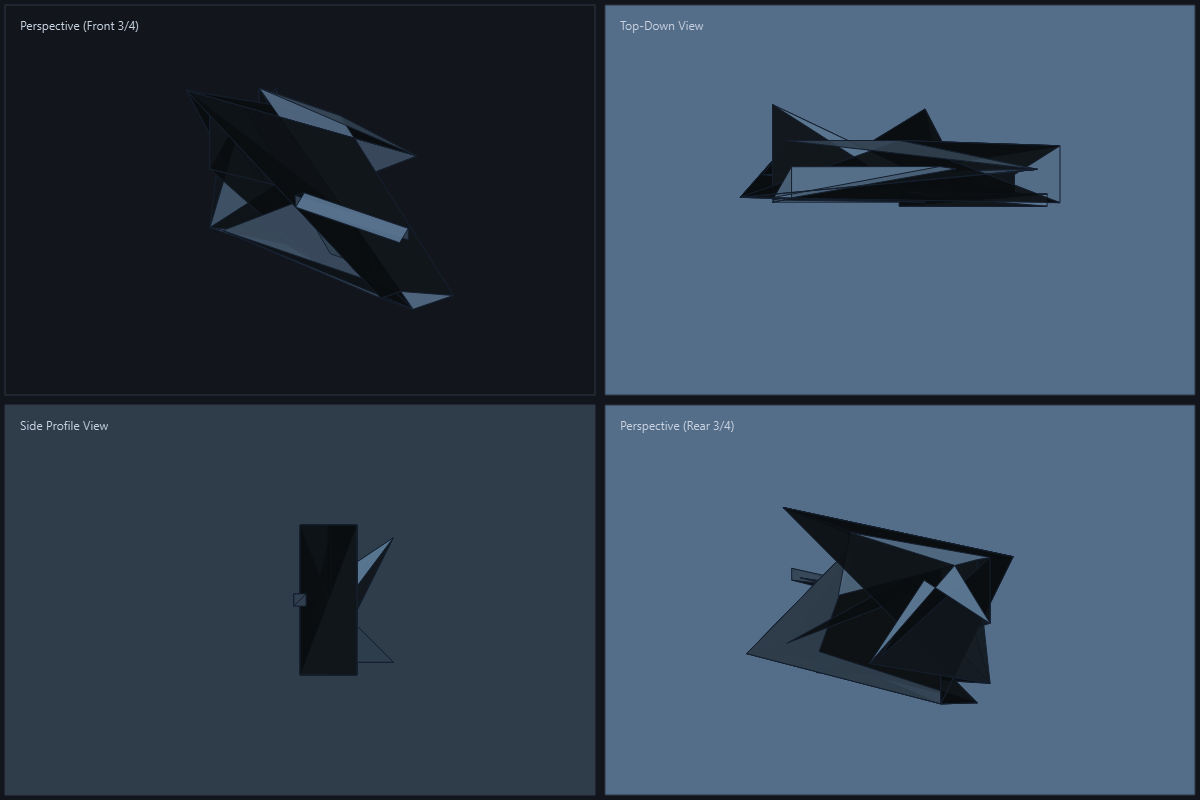 Perspective (Front 3/4)
Top-Down View
Side Profile View
Perspective (Rear 3/4)